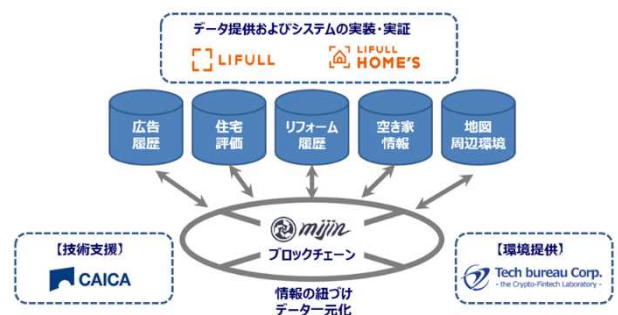 データ提供およびシステムの実装・実証
LIFULL
LIFULL
HOME'S
広告
履歴
住宅
評価
リフォーム
履歴
空き家
情報
地図
周辺環境
mijin
ブロックチェーン
【技術支援】
CAICA
【環境提供】
Tech bureau Corp.
- the Crypto-Fintech Laboratory -
情報の紐づけ
データ一元化